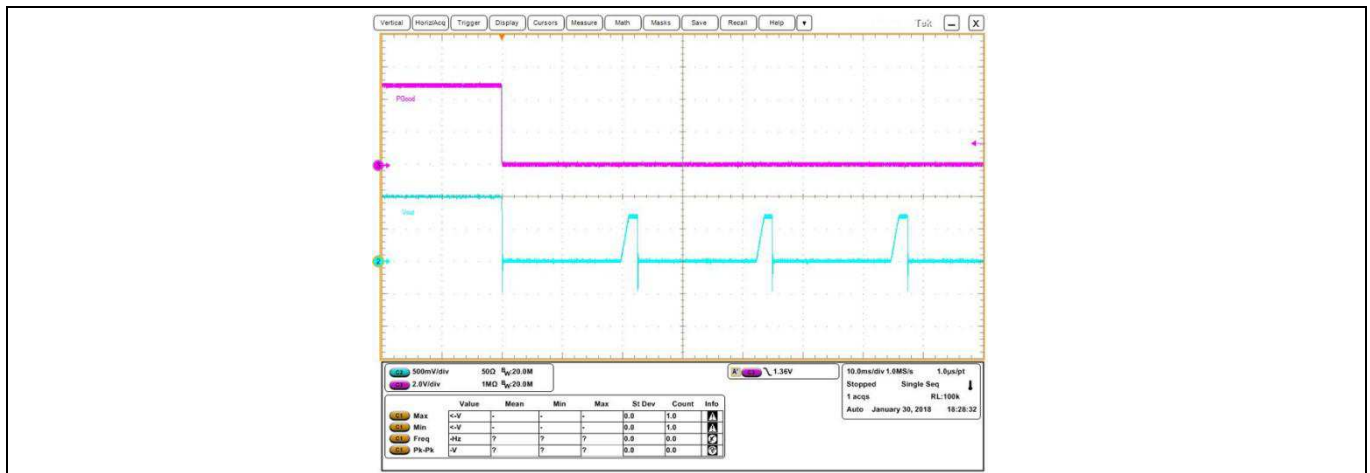 Vertical Horiz/Acq Trigger Display Cursors Measure Math Masks Save Recall Help Tek X
PGood
Vout
2
C2 500mV/div 50Ω BW:20.0M
C3 2.0V/div 1MΩ BW:20.0M
A' C3 1.36V
10.0ms/div 1.0MS/s 1.0µs/pt
Stopped Single Seq
1 acqs RL:100k
Auto January 30, 2018 18:28:32
Value Mean Min Max St Dev Count Info
C1 Max <-V - - - 0.0 1.0
C1 Min <-V - - - 0.0 1.0
C1 Freq -Hz ? ? ? 0.0 0.0
C1 Pk-Pk -V ? ? ? 0.0 0.0